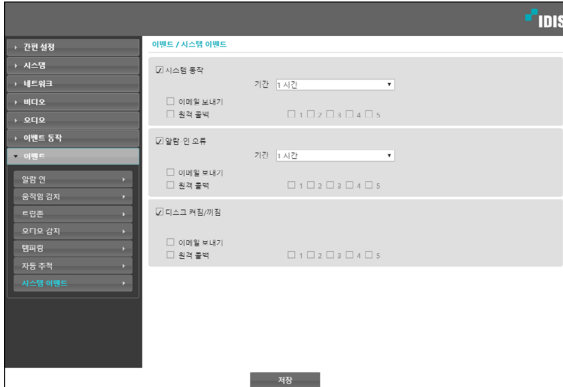 IDIS
간편 설정
시스템
네트워크
비디오
오디오
이벤트 동작
이벤트
알람 인
움직임 감지
트립존
오디오 감지
탬퍼링
자동 추적
시스템 이벤트
이벤트 / 시스템 이벤트
시스템 동작
기간 1 시간
이메일 보내기
원격 콜백 1 2 3 4 5
알람 인 오류
기간 1 시간
이메일 보내기
원격 콜백 1 2 3 4 5
디스크 켜짐/꺼짐
이메일 보내기
원격 콜백 1 2 3 4 5
저장